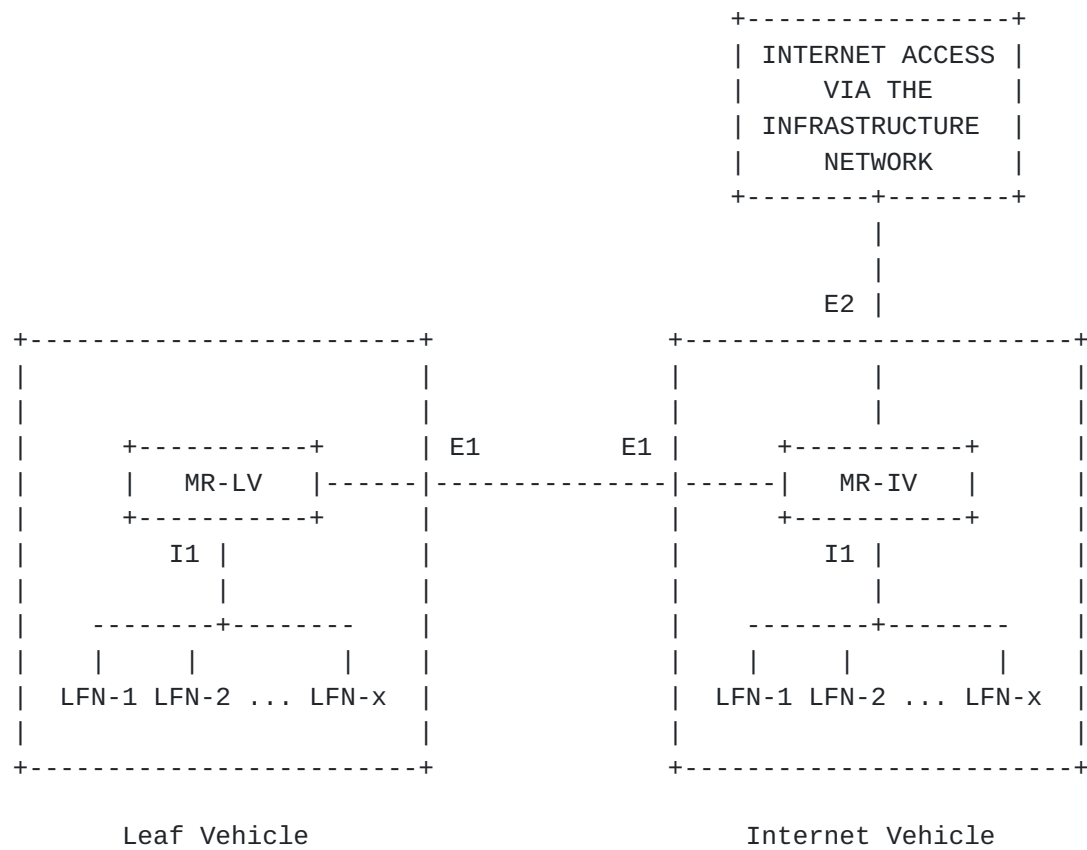 INTERNET ACCESS
VIA THE
INFRASTRUCTURE
NETWORK
E2
E1 E1
MR-LV MR-IV
I1 I1
LFN-1 LFN-2 ... LFN-x LFN-1 LFN-2 ... LFN-x
Leaf Vehicle Internet Vehicle